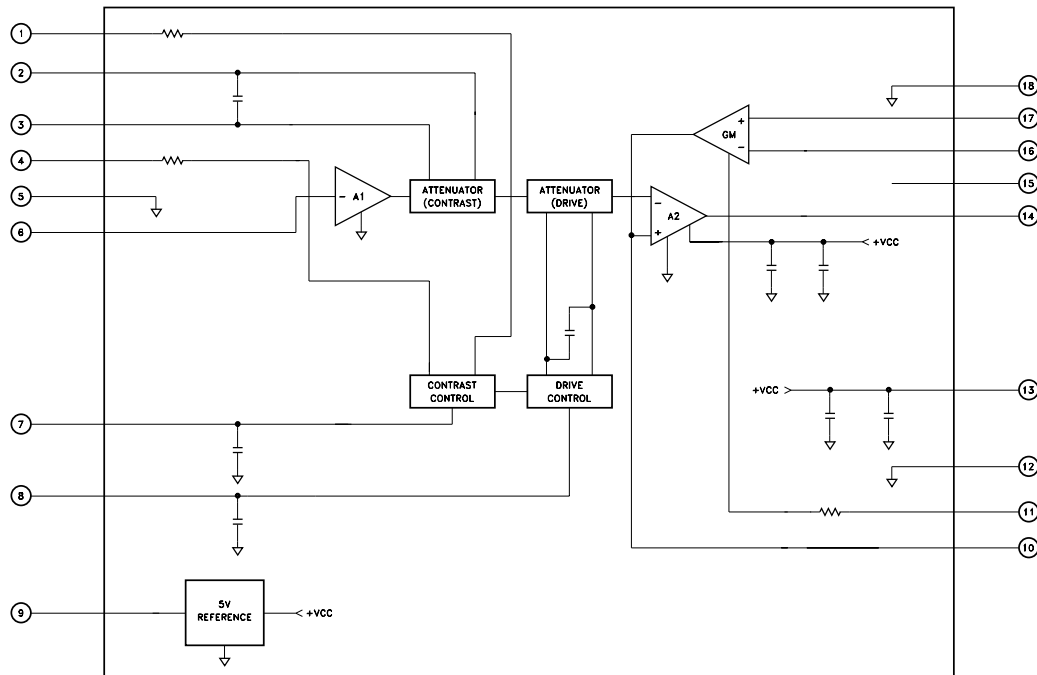 1
2
3
4
5
6
7
8
9
- A1
ATTENUATOR
(CONTRAST)
ATTENUATOR
(DRIVE)
CONTRAST
CONTROL
DRIVE
CONTROL
5V
REFERENCE
+VCC
GM
+
-
-
A2
+
+VCC
+VCC
18
17
16
15
14
13
12
11
10